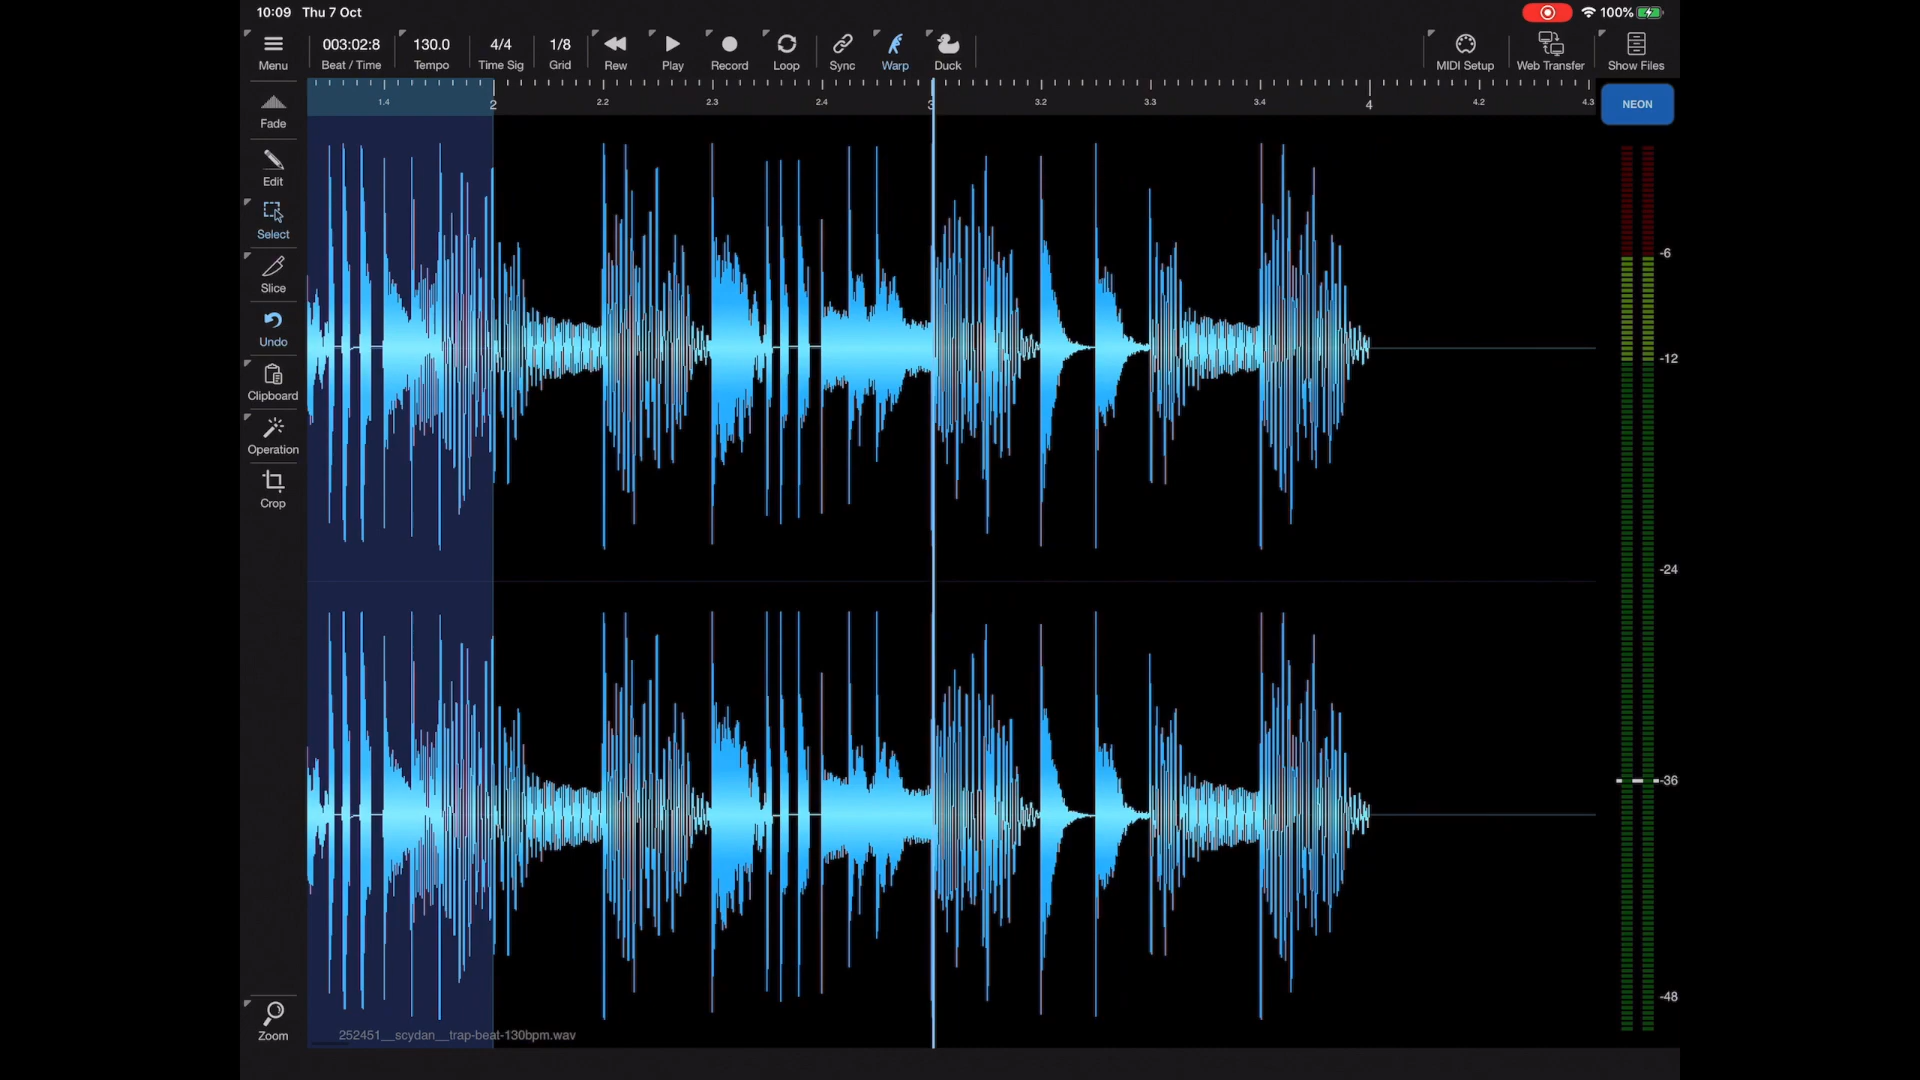 10:09 Thu 7 Oct 100%
003:02:8 130.0 4/4 1/8
Menu Beat / Time Tempo Time Sig Grid Rew Play Record Loop Sync Warp Duck MIDI Setup Web Transfer Show Files
1.4 2 2.2 2.3 2.4 3 3.2 3.3 3.4 4 4.2 4.3
NEON
Fade
Edit
Select
Slice
Undo
Clipboard
Operation
Crop
Zoom
-6
-12
-24
-36
-48
252451__scydan__trap-beat-130bpm.wav